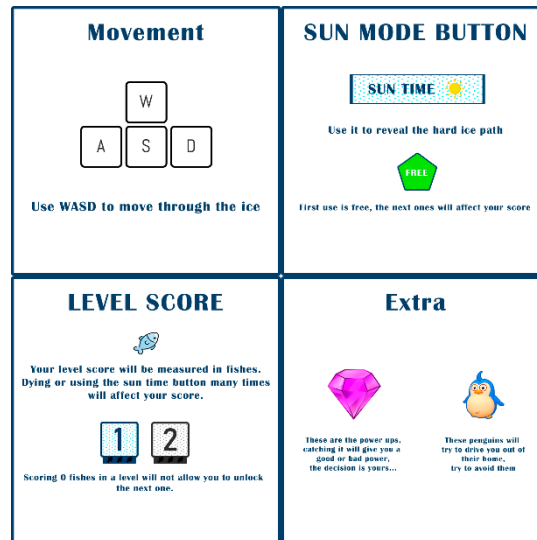 Movement
W
A S D
Use WASD to move through the ice
SUN MODE BUTTON
SUN TIME
Use it to reveal the hard ice path
FREE
First use is free, the next ones will affect your score
LEVEL SCORE
Your level score will be measured in fishes.
Dying or using the sun time button many times
will affect your score.
1 2
Scoring 0 fishes in a level will not allow you to unlock
the next one.
Extra
These are the power ups,
catching it will give you a
good or bad power,
the decision is yours...
These penguins will
try to drive you out of
their home,
try to avoid them